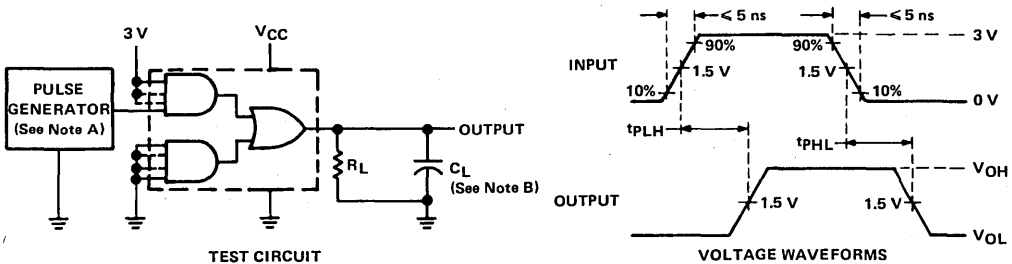 3 V
VCC
PULSE
GENERATOR
(See Note A)
OUTPUT
RL
CL
(See Note B)
TEST CIRCUIT
≤ 5 ns
≤ 5 ns
90%
90%
3 V
INPUT
1.5 V
1.5 V
10%
10%
0 V
tPLH
tPHL
VOH
OUTPUT
1.5 V
1.5 V
VOL
VOLTAGE WAVEFORMS